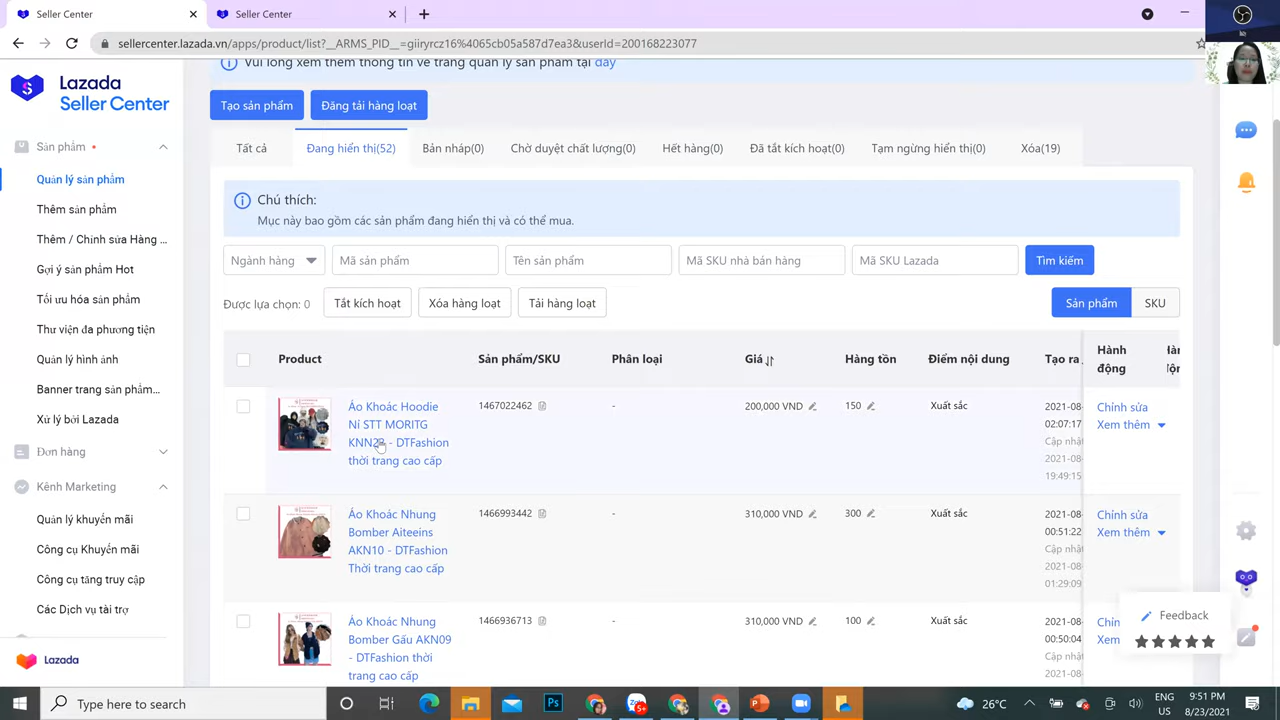 Seller Center
Seller Center
sellercenter.lazada.vn/apps/product/list?__ARMS_PID__=giiryrcz16%4065cb05a587d7ea3&userId=200168223077
Vui lòng xem thêm thông tin về trang quản lý sản phẩm tại đây
Lazada
Seller Center
Tạo sản phẩm
Đăng tải hàng loạt
Sản phẩm
Quản lý sản phẩm
Thêm sản phẩm
Thêm / Chỉnh sửa Hàng ...
Gợi ý sản phẩm Hot
Tối ưu hóa sản phẩm
Thư viện đa phương tiện
Quản lý hình ảnh
Banner trang sản phẩm...
Xử lý bởi Lazada
Đơn hàng
Kênh Marketing
Quản lý khuyến mãi
Công cụ Khuyến mãi
Công cụ tăng truy cập
Các Dịch vụ tài trợ
Lazada
Tất cả
Đang hiển thị(52)
Bản nháp(0)
Chờ duyệt chất lượng(0)
Hết hàng(0)
Đã tắt kích hoạt(0)
Tạm ngừng hiển thị(0)
Xóa(19)
Chú thích:
Mục này bao gồm các sản phẩm đang hiển thị và có thể mua.
Ngành hàng
Mã sản phẩm
Tên sản phẩm
Mã SKU nhà bán hàng
Mã SKU Lazada
Tìm kiếm
Được lựa chọn: 0
Tắt kích hoạt
Xóa hàng loạt
Tải hàng loạt
Sản phẩm
SKU
Product
Sản phẩm/SKU
Phân loại
Giá
Hàng tồn
Điểm nội dung
Tạo ra
Hành
động
Áo Khoác Hoodie
Nỉ STT MORITG
KNN22 - DTFashion
thời trang cao cấp
1467022462
-
200,000 VND
150
Xuất sắc
2021-08-
02:07:17
Cập nhật
2021-08-
19:49:15
Chỉnh sửa
Xem thêm
Áo Khoác Nhung
Bomber Aiteeins
AKN10 - DTFashion
Thời trang cao cấp
1466993442
-
310,000 VND
300
Xuất sắc
2021-08-
00:51:22
Cập nhật
2021-08-
01:29:09
Chỉnh sửa
Xem thêm
Áo Khoác Nhung
Bomber Gấu AKN09
- DTFashion thời
trang cao cấp
1466936713
-
310,000 VND
100
Xuất sắc
2021-08-
00:50:04
Cập nhật
2021-08-
Chỉn
Xem
Feedback
Type here to search
Ps
26°C
ENG
US
9:51 PM
8/23/2021